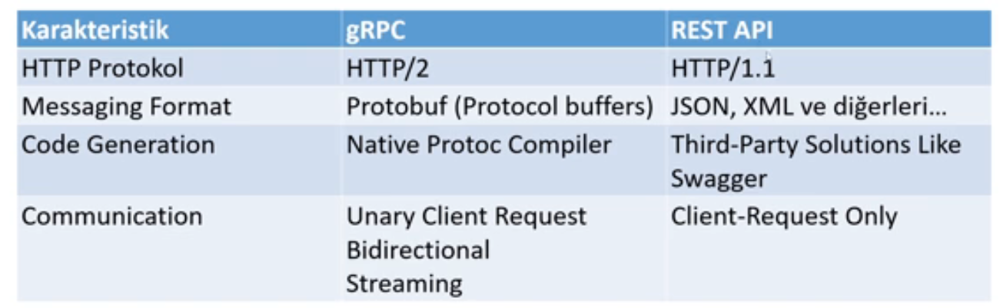 Karakteristik gRPC REST API
HTTP Protokol HTTP/2 HTTP/1.1
Messaging Format Protobuf (Protocol buffers) JSON, XML ve diğerleri...
Code Generation Native Protoc Compiler Third-Party Solutions Like
Swagger
Communication Unary Client Request Client-Request Only
Bidirectional
Streaming